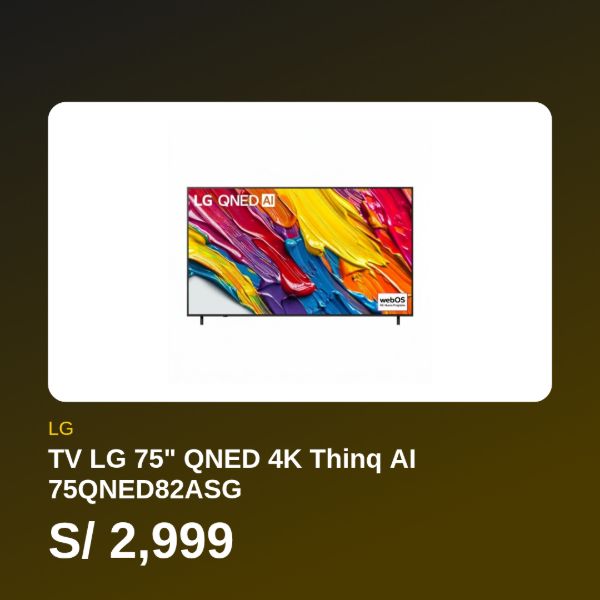 LG QNED AI
webOS
LG
TV LG 75" QNED 4K Thinq AI
75QNED82ASG
S/ 2,999